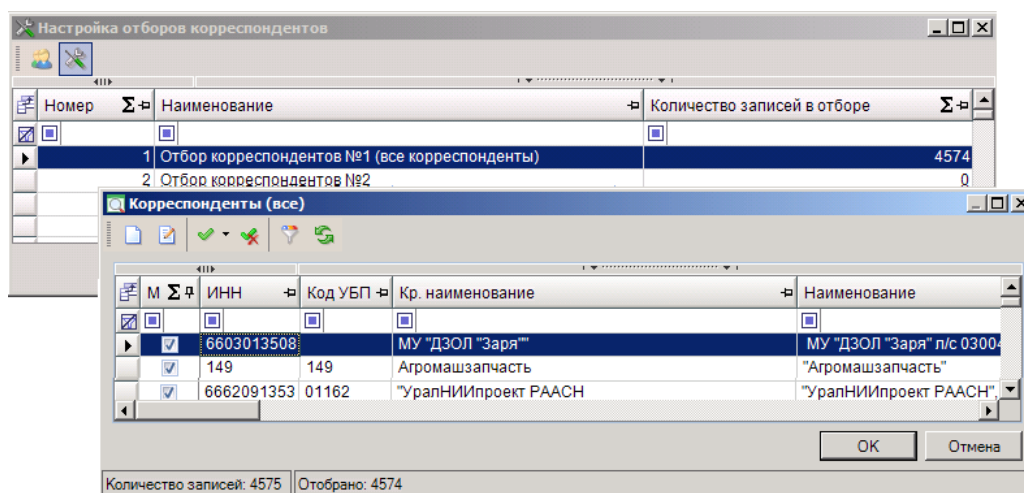 Настройка отборов корреспондентов
Номер Σ Наименование Количество записей в отборе Σ
1 Отбор корреспондентов №1 (все корреспонденты) 4574
2 Отбор корреспондентов №2 0
Корреспонденты (все)
М Σ ИНН Код УБП Кр. наименование Наименование
6603013508 МУ "ДЗОЛ "Заря"" МУ "ДЗОЛ "Заря" л/с 03004
149 149 Агромашзапчасть "Агромашзапчасть"
6662091353 01162 "УралНИИпроект РААСН "УралНИИпроект РААСН",
OK Отмена
Количество записей: 4575 Отобрано: 4574